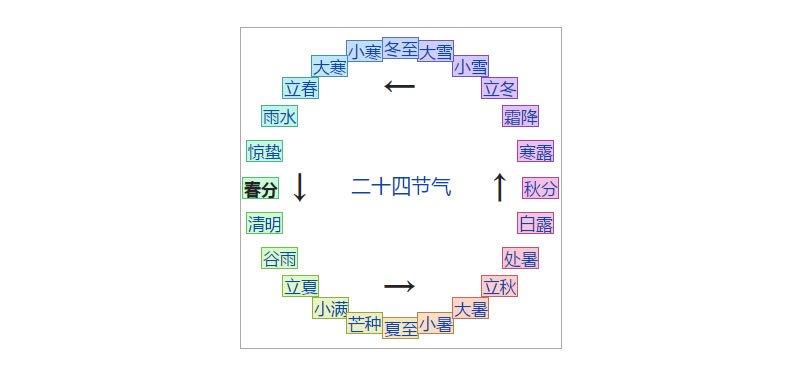 冬至
小寒
大雪
大寒
小雪
立春
立冬
雨水
霜降
惊蛰
寒露
春分
二十四节气
秋分
清明
白露
谷雨
处暑
立夏
立秋
小满
大暑
芒种
小暑
夏至